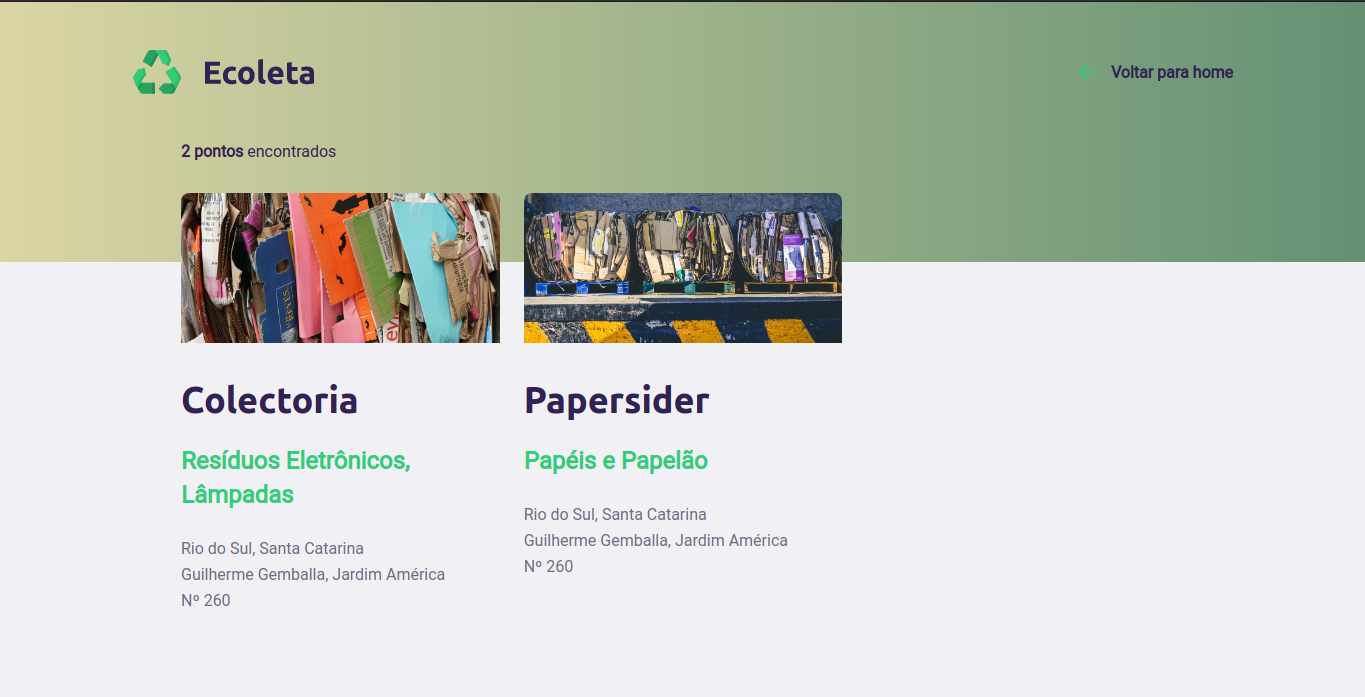 Ecoleta
Voltar para home
2 pontos encontrados
Colectoria
Resíduos Eletrônicos,
Lâmpadas
Rio do Sul, Santa Catarina
Guilherme Gemballa, Jardim América
Nº 260
Papersider
Papéis e Papelão
Rio do Sul, Santa Catarina
Guilherme Gemballa, Jardim América
Nº 260